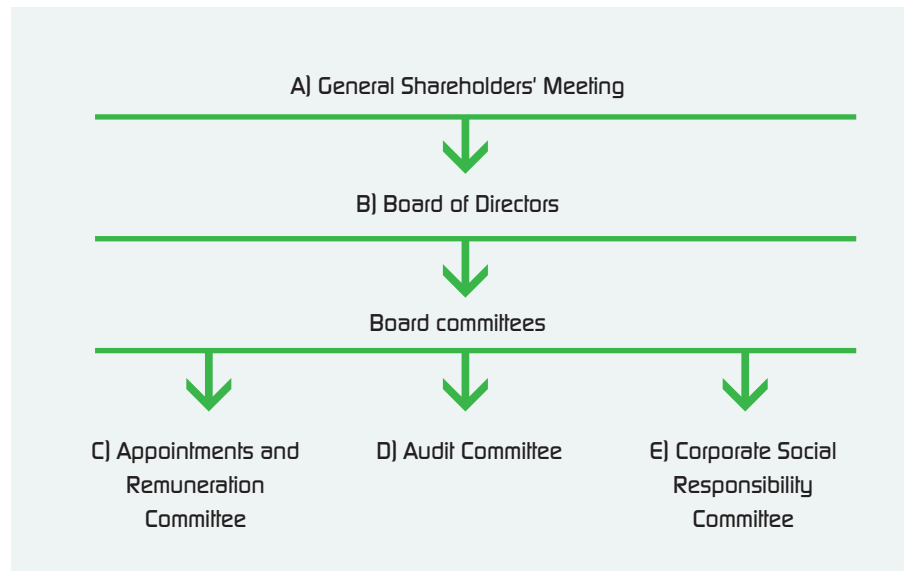 A) General Shareholders' Meeting
B) Board of Directors
Board committees
C) Appointments and
Remuneration
Committee
D) Audit Committee
E) Corporate Social
Responsibility
Committee